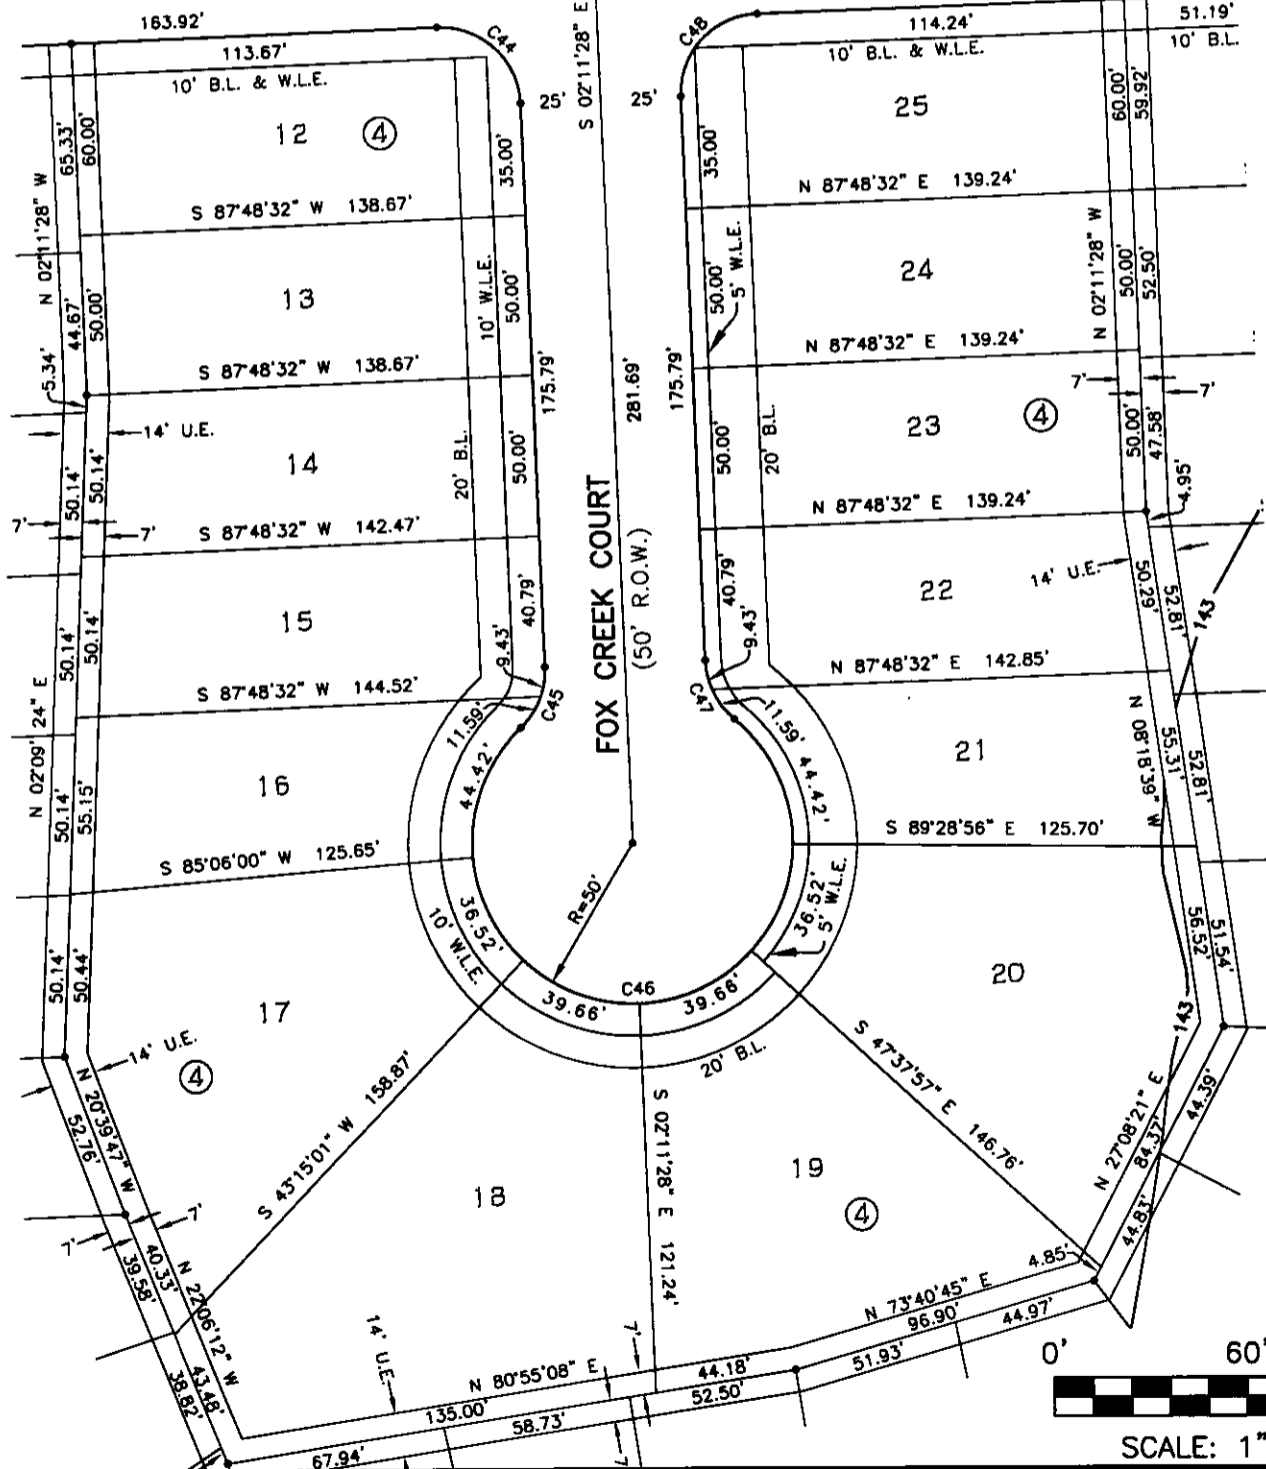 163.92'
C44
S 02°11'28" E
C48
114.24'
51.19'
113.67'
10' B.L. & W.L.E.
10' B.L. & W.L.E.
10' B.L.
25'
25'
12
4
25
65.33'
60.00'
35.00'
35.00'
60.00'
59.92'
N 02°11'28" W
S 87°48'32" W 138.67'
N 87°48'32" E 139.24'
13
24
44.67'
50.00'
10' W.L.E.
50.00'
50.00'
5' W.L.E.
N 02°11'28" W
50.00'
52.50'
5.34'
S 87°48'32" W 138.67'
N 87°48'32" E 139.24'
175.79'
281.69'
175.79'
7'
7'
14' U.E.
14
23
4
50.14'
50.14'
20' B.L.
50.00'
50.00'
20' B.L.
50.00'
47.58'
4.95'
7'
7'
S 87°48'32" W 142.47'
N 87°48'32" E 139.24'
FOX CREEK COURT
(50' R.O.W.)
15
22
14' U.E.
50.29'
52.81'
143
50.14'
50.14'
9.43'
40.79'
40.79'
9.43'
S 87°48'32" W 144.52'
N 87°48'32" E 142.85'
N 02°09'24" E
11.59'
C45
C47
11.59'
16
21
44.42'
44.42'
N 08°18'39" W
55.31'
52.81'
50.14'
55.15'
S 85°06'00" W 125.65'
S 89°28'56" E 125.70'
R=50'
36.52'
10' W.L.E.
36.52'
5' W.L.E.
56.52'
51.54'
50.14'
50.44'
17
20
C46
39.66'
39.66'
143
14' U.E.
4
20' B.L.
S 47°37'57" E 146.76'
N 20°39'47" W
52.76'
S 43°15'01" W 158.87'
S 02°11'28" E 121.24'
N 27°08'21" E
84.37'
44.39'
44.83'
18
19
4
7'
7'
40.33'
39.58'
N 22°06'12" W
4.85'
N 73°40'45" E
96.90'
44.97'
51.93'
14' U.E.
7'
43.48'
38.82'
N 80°55'08" E
44.18'
52.50'
135.00'
58.73'
67.94'
7'
0'
60'
SCALE: 1"